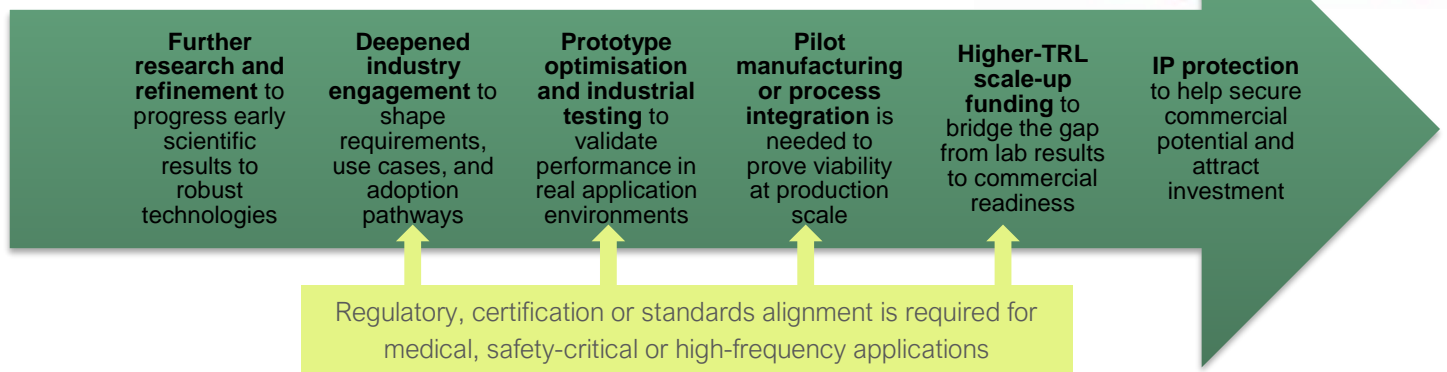 Further
research and
refinement to
progress early
scientific
results to
robust
technologies
Deepened
industry
engagement to
shape
requirements,
use cases, and
adoption
pathways
Prototype
optimisation
and industrial
testing to
validate
performance in
real application
environments
Pilot
manufacturing
or process
integration is
needed to
prove viability
at production
scale
Higher-TRL
scale-up
funding to
bridge the gap
from lab results
to commercial
readiness
IP protection
to help secure
commercial
potential and
attract
investment
Regulatory, certification or standards alignment is required for
medical, safety-critical or high-frequency applications